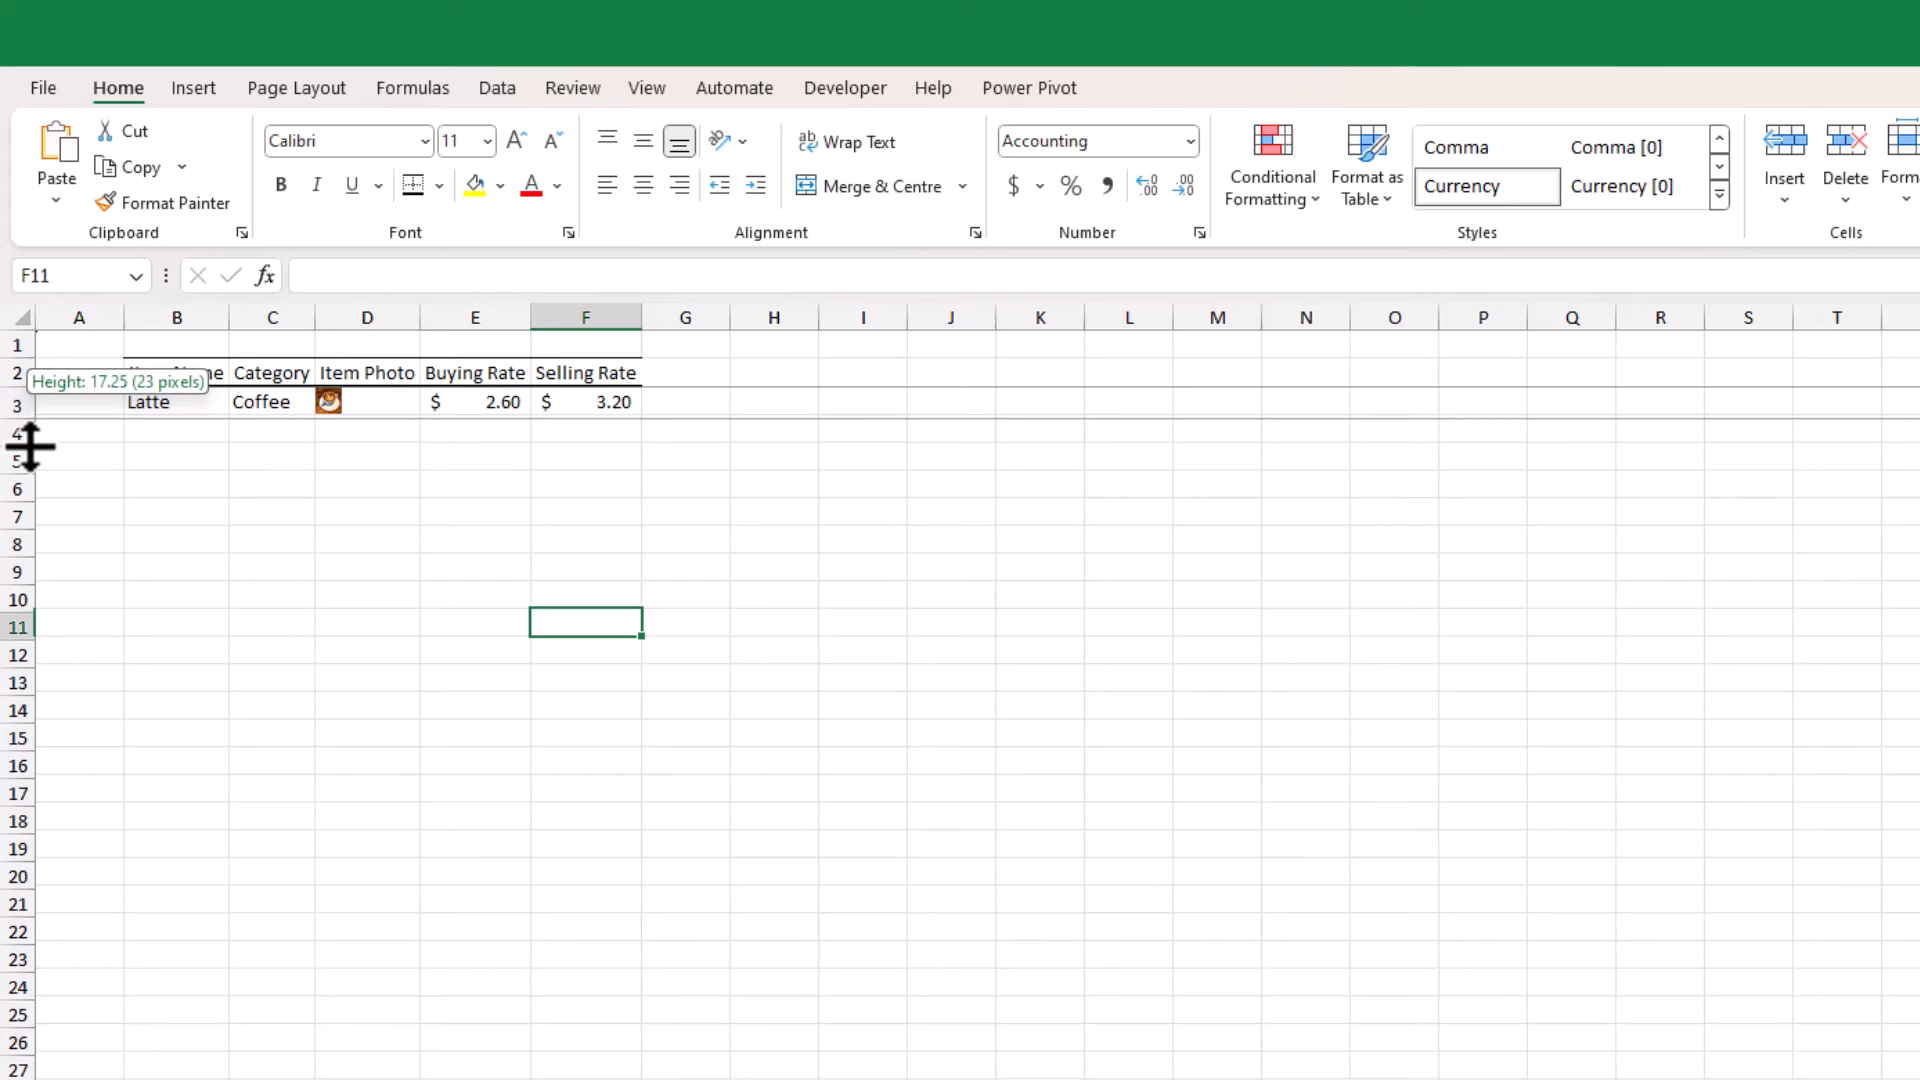 File Home Insert Page Layout Formulas Data Review View Automate Developer Help Power Pivot
Paste
Cut
Copy
Format Painter
Clipboard
Calibri 11
B I U A
Font
Wrap Text
Merge & Centre
Alignment
Accounting
$ % 9
Number
Conditional
Formatting
Format as
Table
Comma Comma [0]
Currency Currency [0]
Styles
Insert Delete Form
Cells
F11 fx
A B C D E F G H I J K L M N O P Q R S T
1
2 Category Item Photo Buying Rate Selling Rate
Height: 17.25 (23 pixels)
3 Latte Coffee $ 2.60 $ 3.20
4
5
6
7
8
9
10
11
12
13
14
15
16
17
18
19
20
21
22
23
24
25
26
27